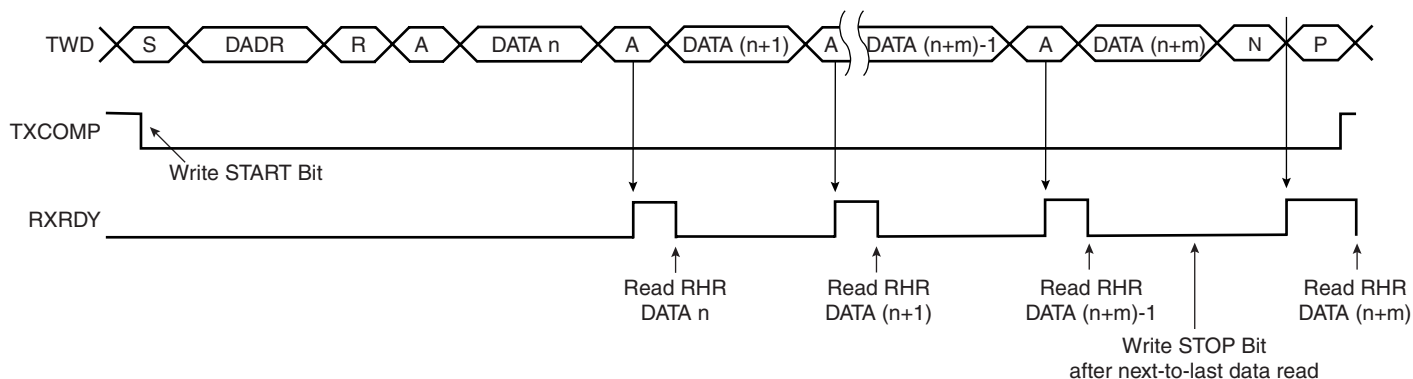 TWD S DADR R A DATA n A DATA (n+1) A DATA (n+m)-1 A DATA (n+m) N P
TXCOMP
Write START Bit
RXRDY
Read RHR Read RHR Read RHR Read RHR
DATA n DATA (n+1) DATA (n+m)-1 DATA (n+m)
Write STOP Bit
after next-to-last data read